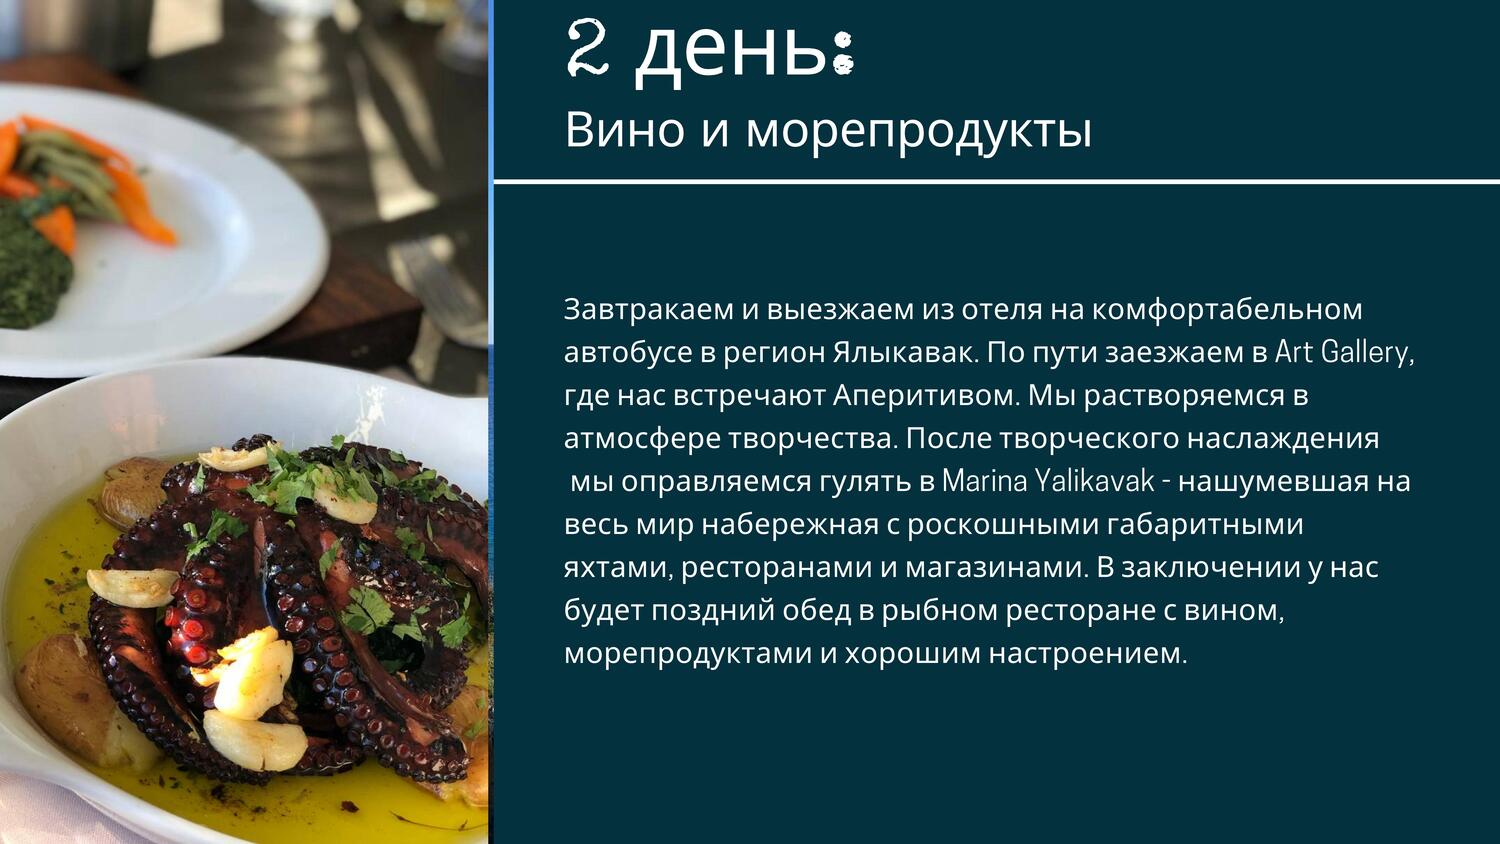 2 день:
Вино и морепродукты
Завтракаем и выезжаем из отеля на комфортабельном
автобусе в регион Ялыкавак. По пути заезжаем в Art Gallery,
где нас встречают Аперитивом. Мы растворяемся в
атмосфере творчества. После творческого наслаждения
мы оправляемся гулять в Marina Yalikavak - нашумевшая на
весь мир набережная с роскошными габаритными
яхтами, ресторанами и магазинами. В заключении у нас
будет поздний обед в рыбном ресторане с вином,
морепродуктами и хорошим настроением.